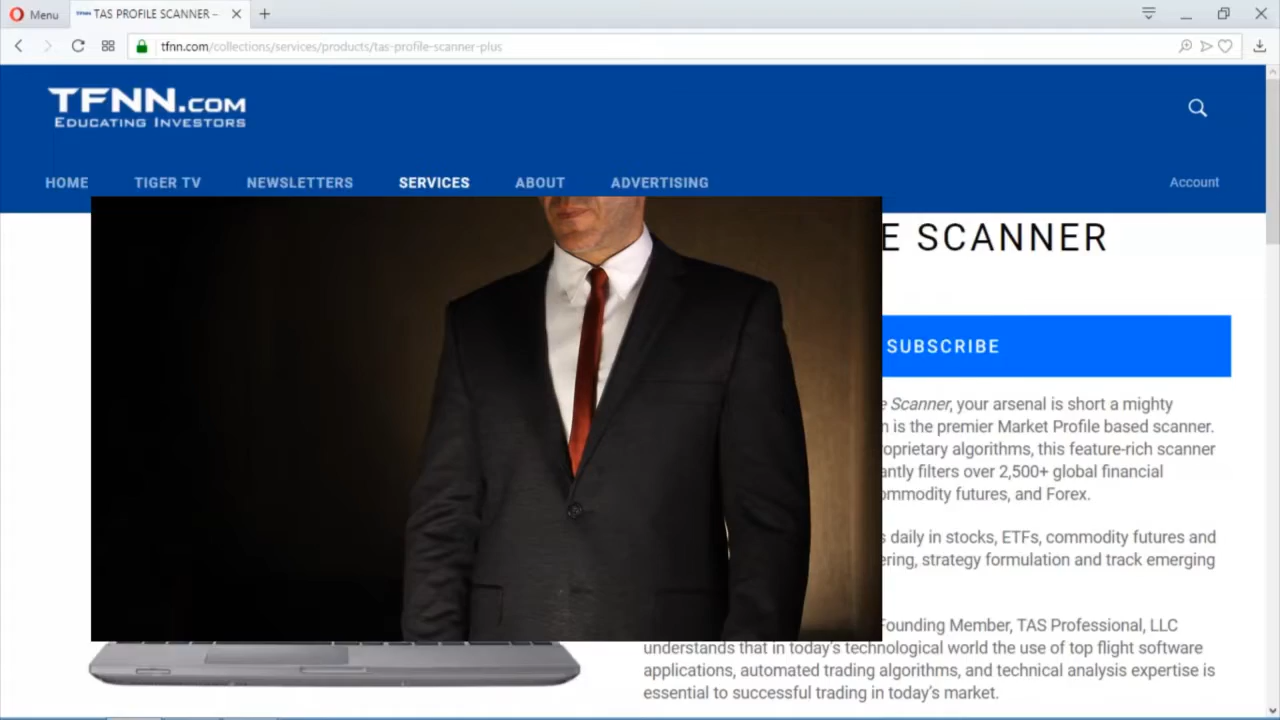 Menu
TAS PROFILE SCANNER –
tfnn.com/collections/services/products/tas-profile-scanner-plus
TFNN.COM
EDUCATING INVESTORS
HOME TIGER TV NEWSLETTERS SERVICES ABOUT ADVERTISING
Account
SCANNER
SUBSCRIBE
Scanner, your arsenal is short a mighty
is the premier Market Profile based scanner.
algorithms, this feature-rich scanner
filters over 2,500+ global financial
futures, and Forex.
daily in stocks, ETFs, commodity futures and
strategy formulation and track emerging
Founding Member, TAS Professional, LLC
understands that in today's technological world the use of top flight software
applications, automated trading algorithms, and technical analysis expertise is
essential to successful trading in today's market.